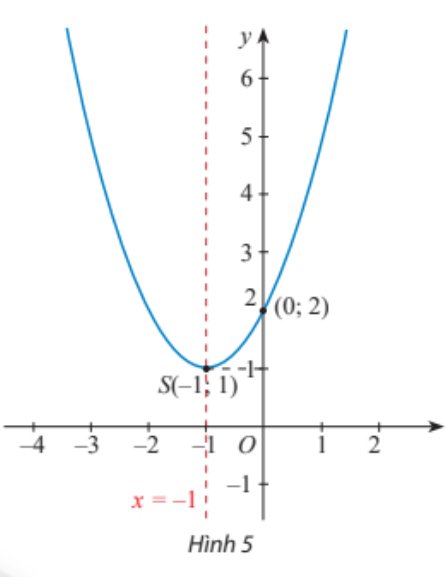 y
6
5
4
3
2
(0; 2)
1
S(–1; 1)
–4 –3 –2 –1 O 1 2
–1
x = –1
Hình 5